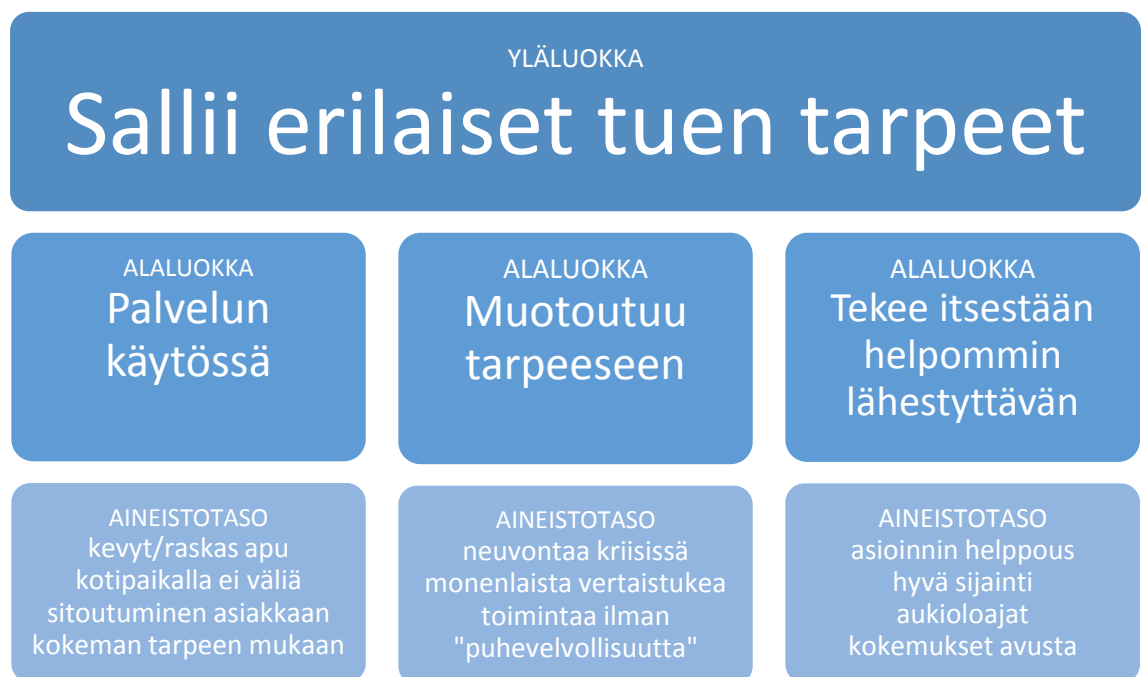 YLÄLUOKKA
Sallii erilaiset tuen tarpeet
ALALUOKKA
Palvelun
käytössä
ALALUOKKA
Muotoutuu
tarpeeseen
ALALUOKKA
Tekee itsestään
helpommin
lähestyttävän
AINEISTOTASO
kevyt/raskas apu
kotipaikalla ei väliä
sitoutuminen asiakkaan
kokeman tarpeen mukaan
AINEISTOTASO
neuvontaa kriisissä
monenlaista vertaistukea
toimintaa ilman
"puhevelvollisuutta"
AINEISTOTASO
asioinnin helppous
hyvä sijainti
aukioloajat
kokemukset avusta